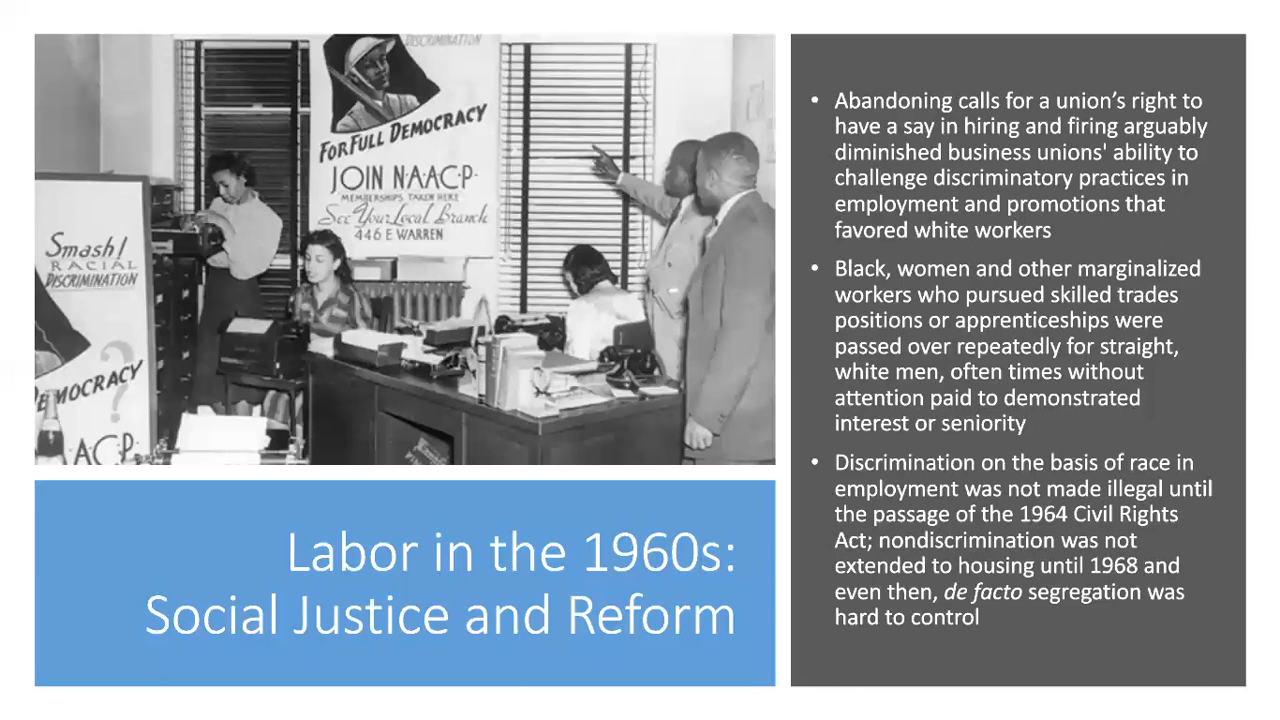 DISCRIMINATION
FOR FULL DEMOCRACY
JOIN N·A·A·C·P·
MEMBERSHIPS TAKEN HERE
See Your Local Branch
446 E WARREN
Smash!
RACIAL
DISCRIMINATION
?
DEMOCRACY
·A·C·P·
Labor in the 1960s:
Social Justice and Reform
• Abandoning calls for a union’s right to
have a say in hiring and firing arguably
diminished business unions' ability to
challenge discriminatory practices in
employment and promotions that
favored white workers
• Black, women and other marginalized
workers who pursued skilled trades
positions or apprenticeships were
passed over repeatedly for straight,
white men, often times without
attention paid to demonstrated
interest or seniority
• Discrimination on the basis of race in
employment was not made illegal until
the passage of the 1964 Civil Rights
Act; nondiscrimination was not
extended to housing until 1968 and
even then, de facto segregation was
hard to control